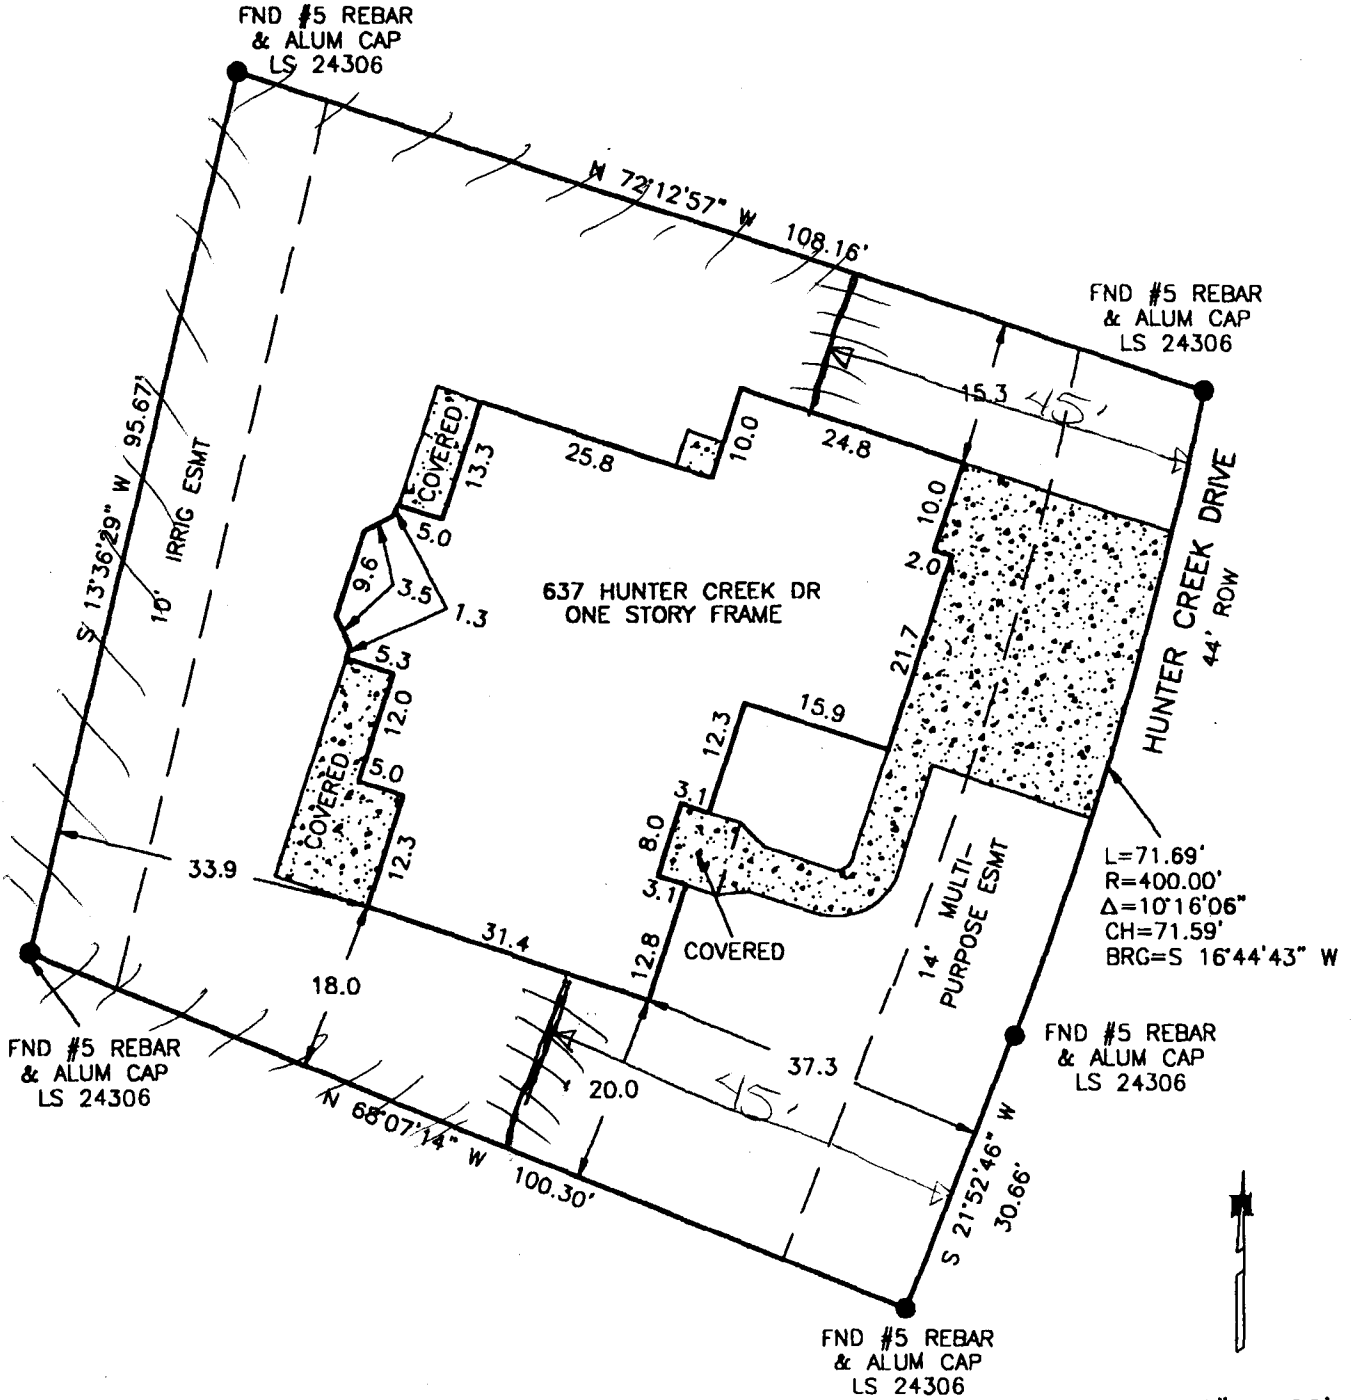 FND #5 REBAR
& ALUM CAP
LS 24306
N 72°12'57" W
108.16'
FND #5 REBAR
& ALUM CAP
LS 24306
15.3
45'
24.8
10.0
25.8
COVERED
13.3
5.0
10.0
2.0
HUNTER CREEK DRIVE
44' ROW
S 13°36'29" W 95.67'
10' IRRIG ESMT
9.6
3.5
1.3
637 HUNTER CREEK DR
ONE STORY FRAME
21.7
5.3
12.0
5.0
COVERED
12.3
15.9
12.3
3.1
8.0
3.1
COVERED
12.8
33.9
31.4
18.0
14' MULTI-
PURPOSE ESMT
L=71.69'
R=400.00'
Δ=10°16'06"
CH=71.59'
BRG=S 16°44'43" W
FND #5 REBAR
& ALUM CAP
LS 24306
FND #5 REBAR
& ALUM CAP
LS 24306
37.3
20.0
45'
N 68°07'14" W
100.30'
S 21°52'46" W
30.66'
FND #5 REBAR
& ALUM CAP
LS 24306